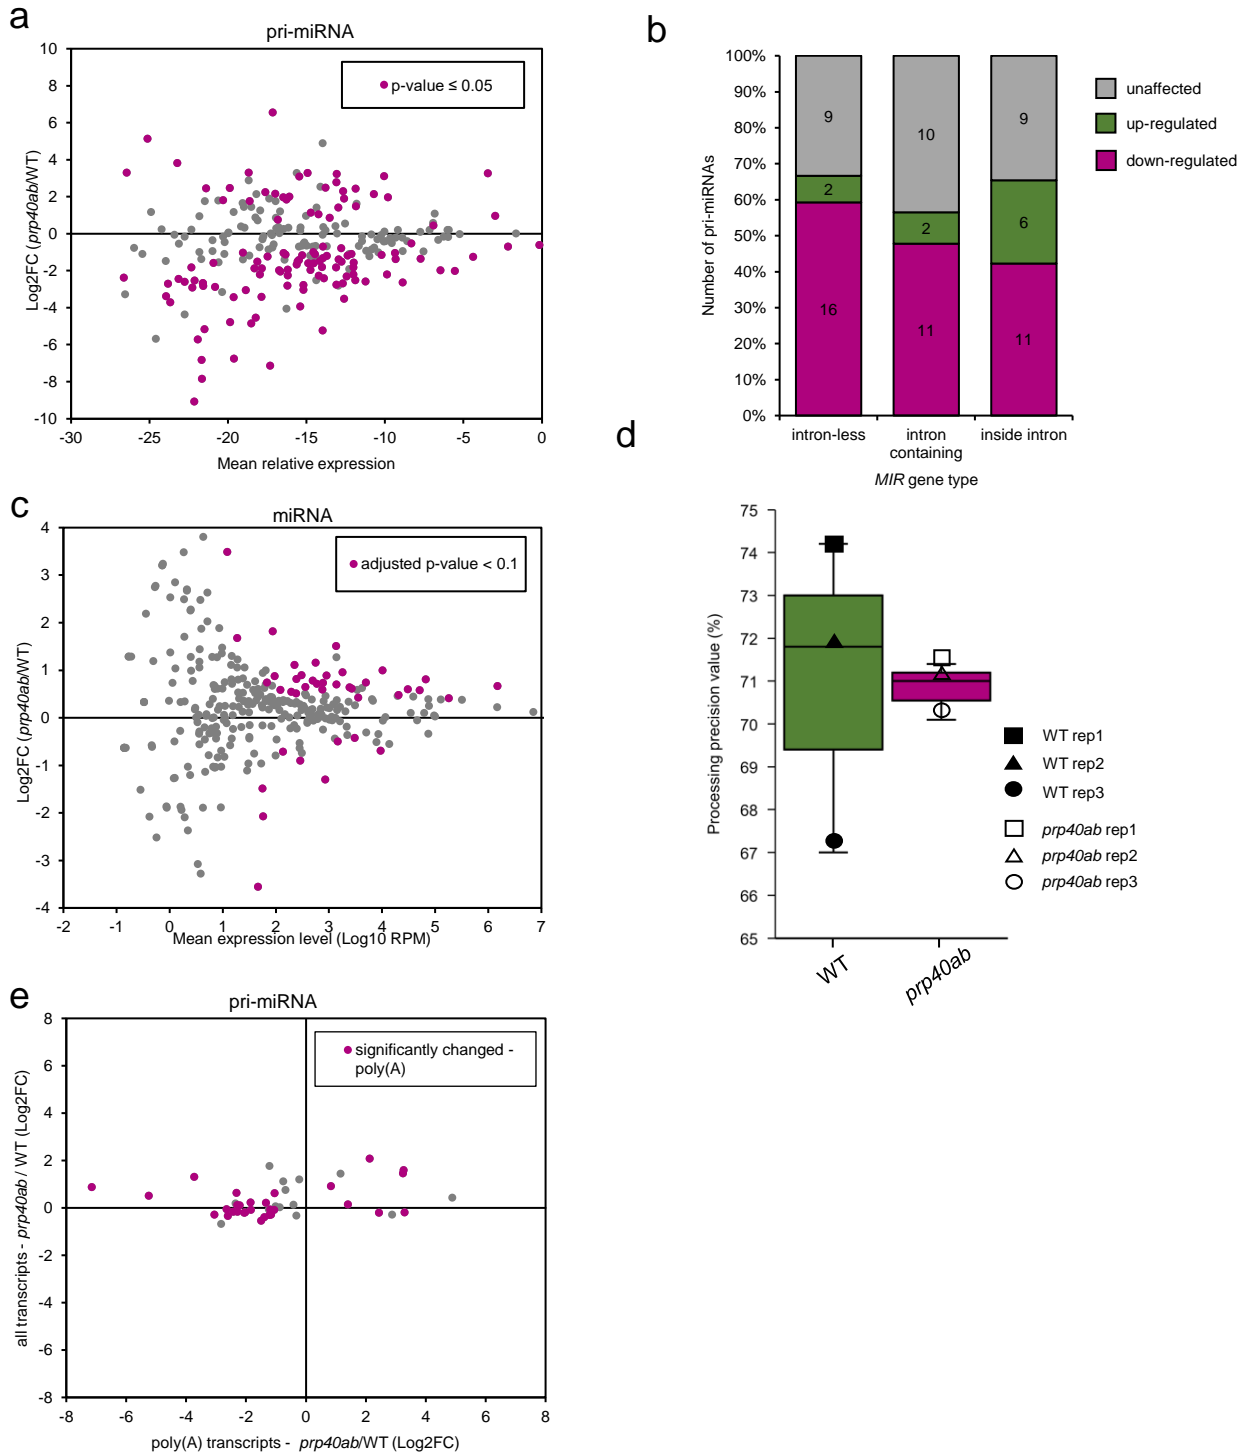 a
pri-miRNA
10
8
6
4
2
0
-2
-4
-6
-8
-10
Log2FC (prp40ab/WT)
p-value ≤ 0.05
-30 -25 -20 -15 -10 -5 0
Mean relative expression
b
100%
90%
80%
70%
60%
50%
40%
30%
20%
10%
0%
Number of pri-miRNAs
9 10 9
2 2 6
16 11 11
unaffected
up-regulated
down-regulated
intron-less intron containing inside intron
MIR gene type
c
miRNA
4
3
2
1
0
-1
-2
-3
-4
Log2FC (prp40ab/WT)
adjusted p-value < 0.1
-2 -1 0 1 2 3 4 5 6 7
Mean expression level (Log10 RPM)
d
75
74
73
72
71
70
69
68
67
66
65
Processing precision value (%)
WT prp40ab
WT rep1
WT rep2
WT rep3
prp40ab rep1
prp40ab rep2
prp40ab rep3
e
pri-miRNA
8
6
4
2
0
-2
-4
-6
-8
all transcripts - prp40ab / WT (Log2FC)
significantly changed -
poly(A)
-8 -6 -4 -2 0 2 4 6 8
poly(A) transcripts - prp40ab/WT (Log2FC)